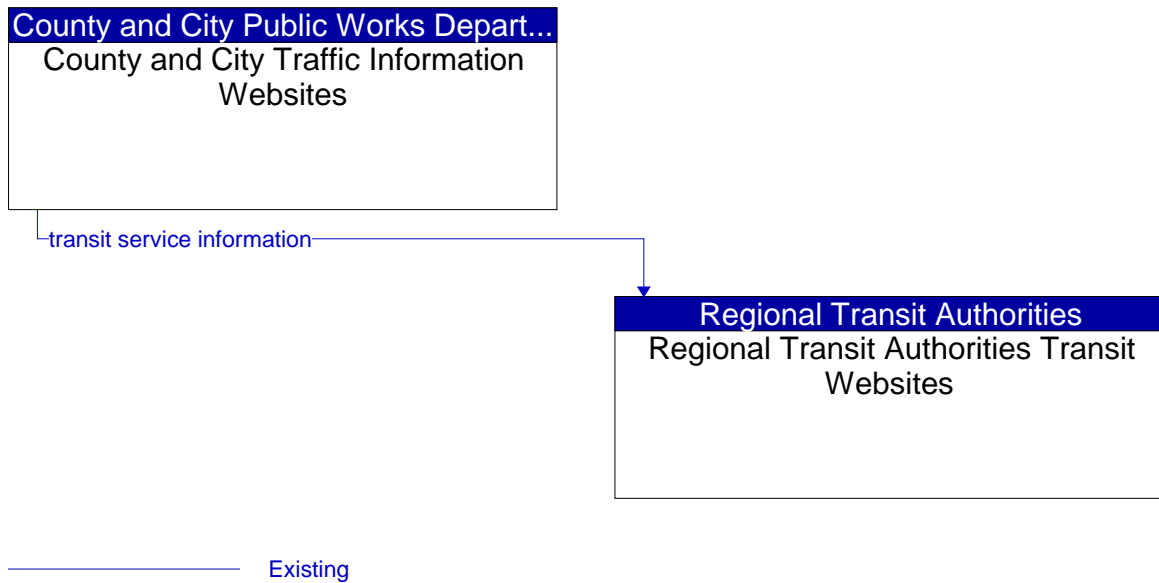 County and City Public Works Depart...
County and City Traffic Information
Websites
transit service information
Regional Transit Authorities
Regional Transit Authorities Transit
Websites
Existing